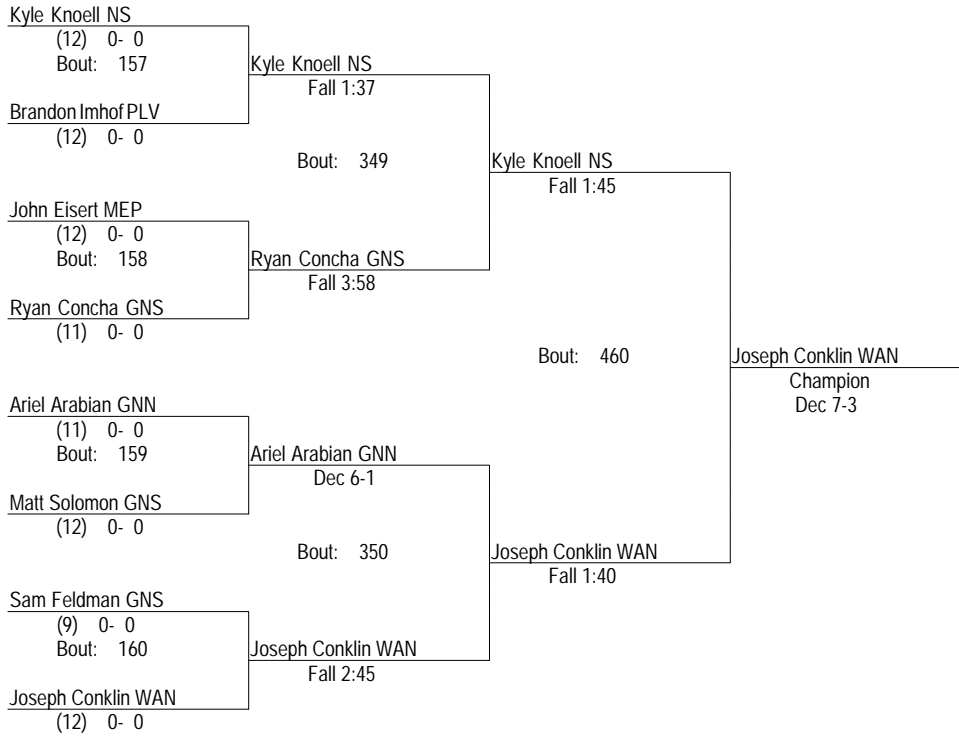 Kyle Knoell NS
(12) 0- 0
Bout: 157
Kyle Knoell NS
Fall 1:37
Brandon Imhof PLV
(12) 0- 0
Bout: 349
Kyle Knoell NS
Fall 1:45
John Eisert MEP
(12) 0- 0
Bout: 158
Ryan Concha GNS
Fall 3:58
Ryan Concha GNS
(11) 0- 0
Bout: 460
Joseph Conklin WAN
Champion
Dec 7-3
Ariel Arabian GNN
(11) 0- 0
Bout: 159
Ariel Arabian GNN
Dec 6-1
Matt Solomon GNS
(12) 0- 0
Bout: 350
Joseph Conklin WAN
Fall 1:40
Sam Feldman GNS
(9) 0- 0
Bout: 160
Joseph Conklin WAN
Fall 2:45
Joseph Conklin WAN
(12) 0- 0